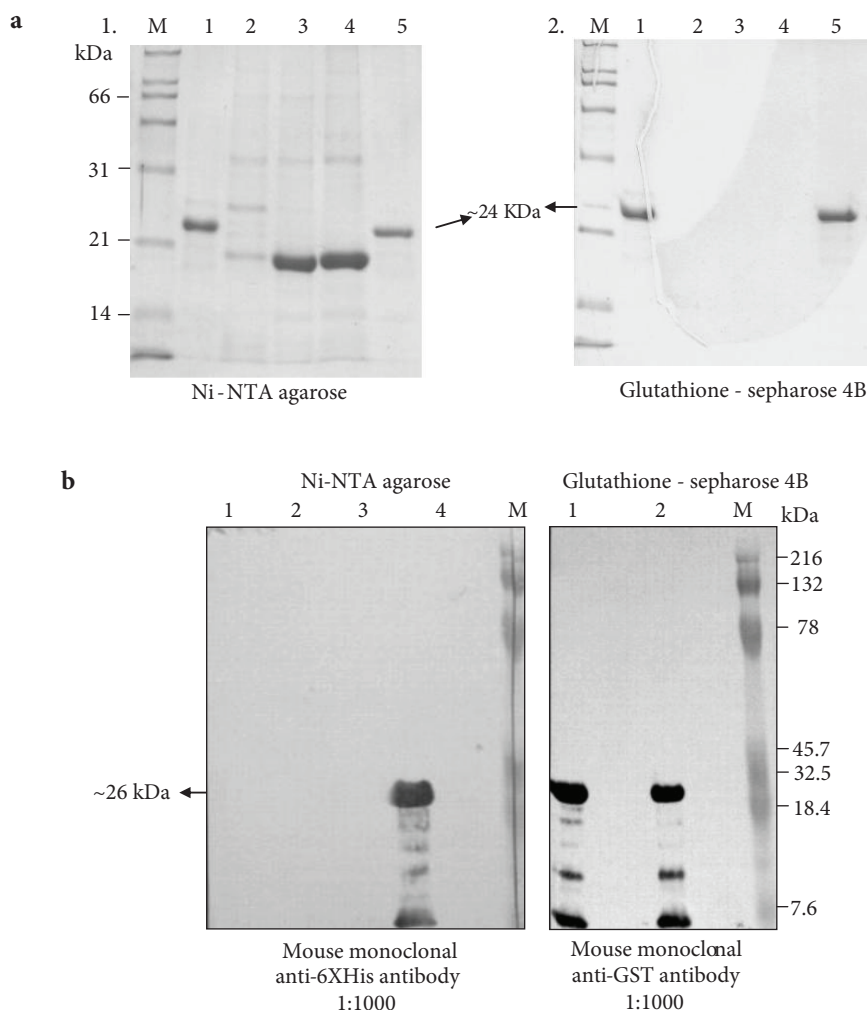 a
1. M 1 2 3 4 5
kDa
66
31
21
14
Ni-NTA agarose
~24 KDa
2. M 1 2 3 4 5
Glutathione - sepharose 4B
b
Ni-NTA agarose
1 2 3 4 M
~26 kDa
Mouse monoclonal
anti-6XHis antibody
1:1000
Glutathione - sepharose 4B
1 2 M kDa
216
132
78
45.7
32.5
18.4
7.6
Mouse monoclonal
anti-GST antibody
1:1000